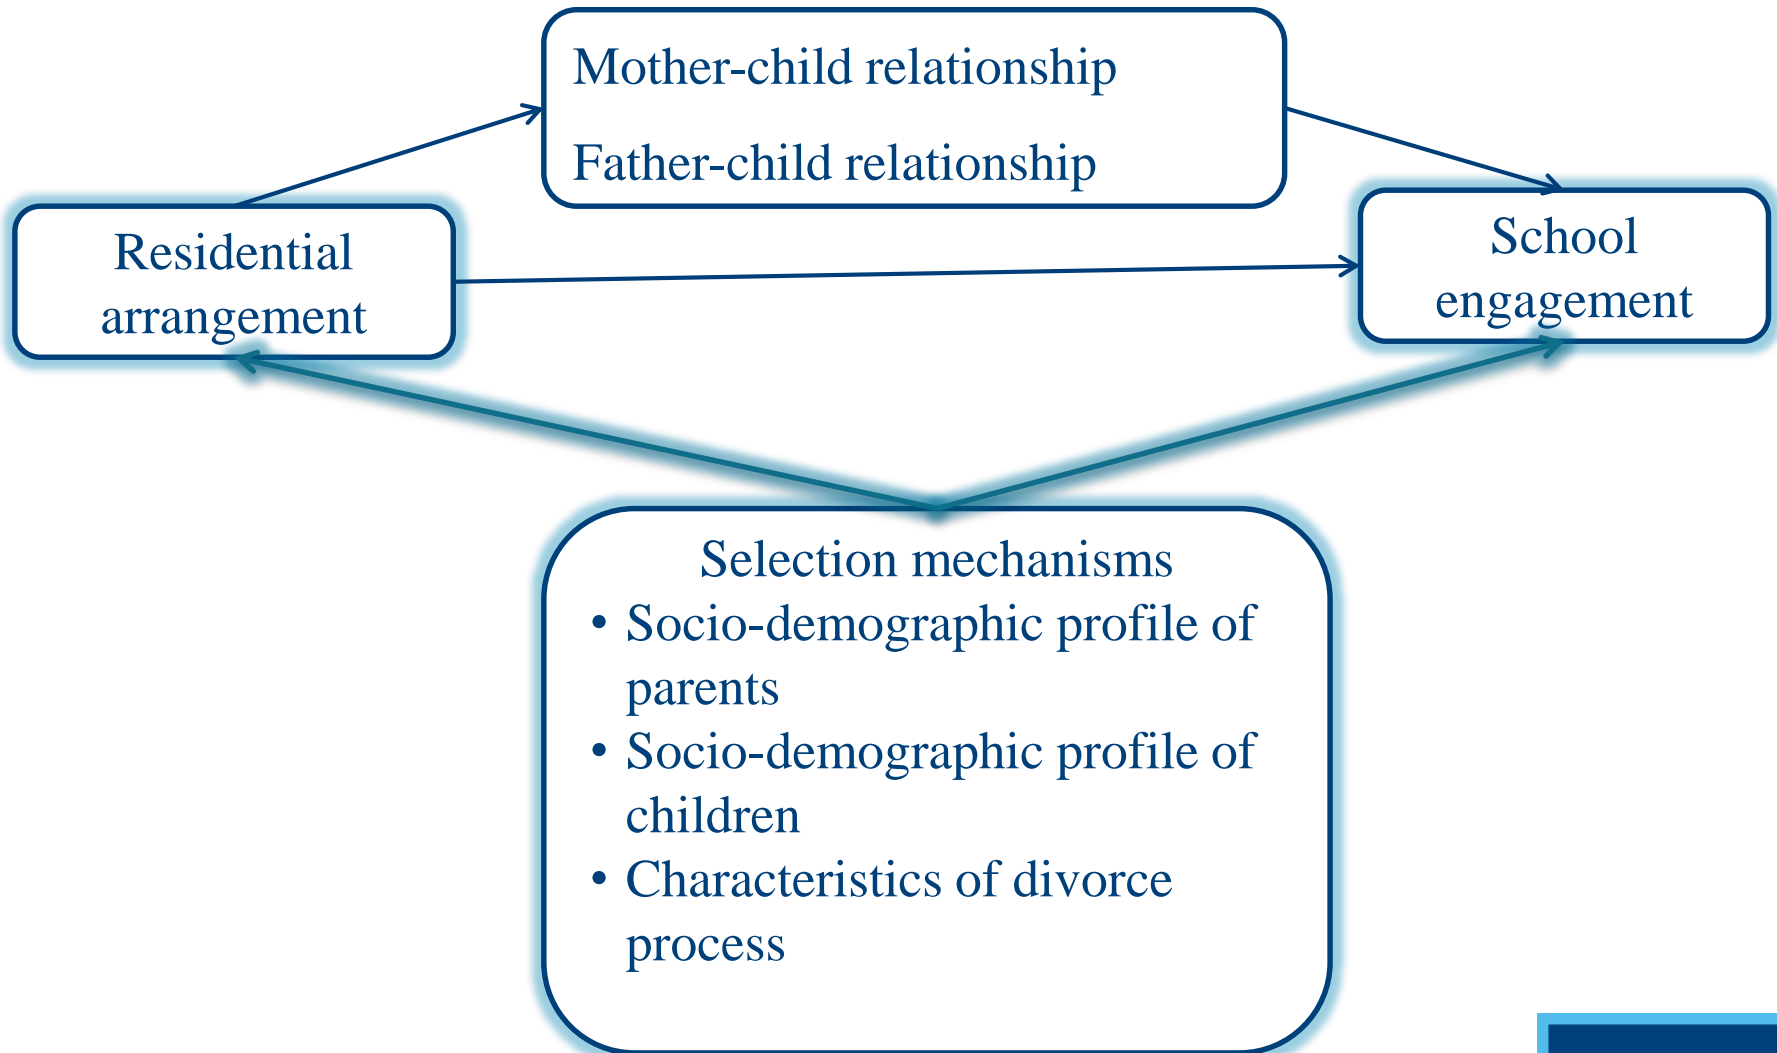 Mother-child relationship
Father-child relationship
Residential
arrangement
School
engagement
Selection mechanisms
• Socio-demographic profile of
parents
• Socio-demographic profile of
children
• Characteristics of divorce
process